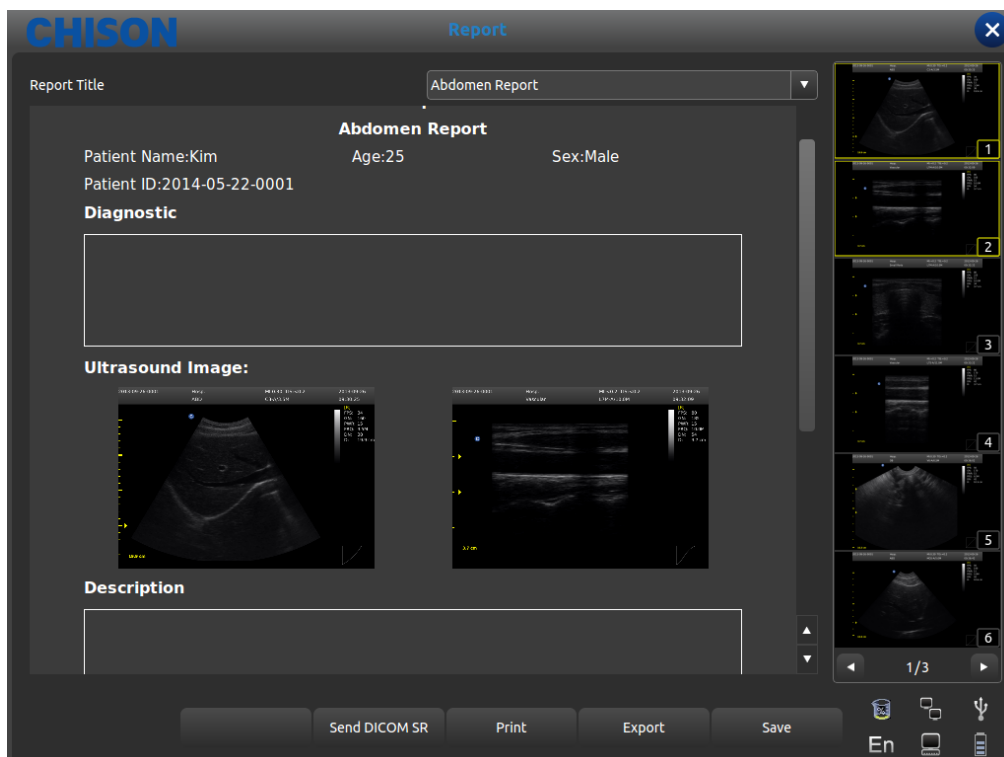 CHISON
Report
Report Title
Abdomen Report
Abdomen Report
Patient Name:Kim Age:25 Sex:Male
Patient ID:2014-05-22-0001
Diagnostic
Ultrasound Image:
Description
1
2
3
4
5
6
1/3
Send DICOM SR Print Export Save
En